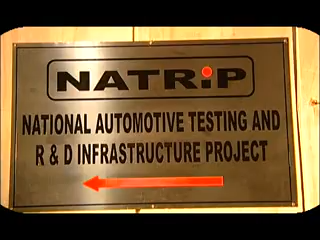 NATRiP
NATIONAL AUTOMOTIVE TESTING AND
R & D INFRASTRUCTURE PROJECT